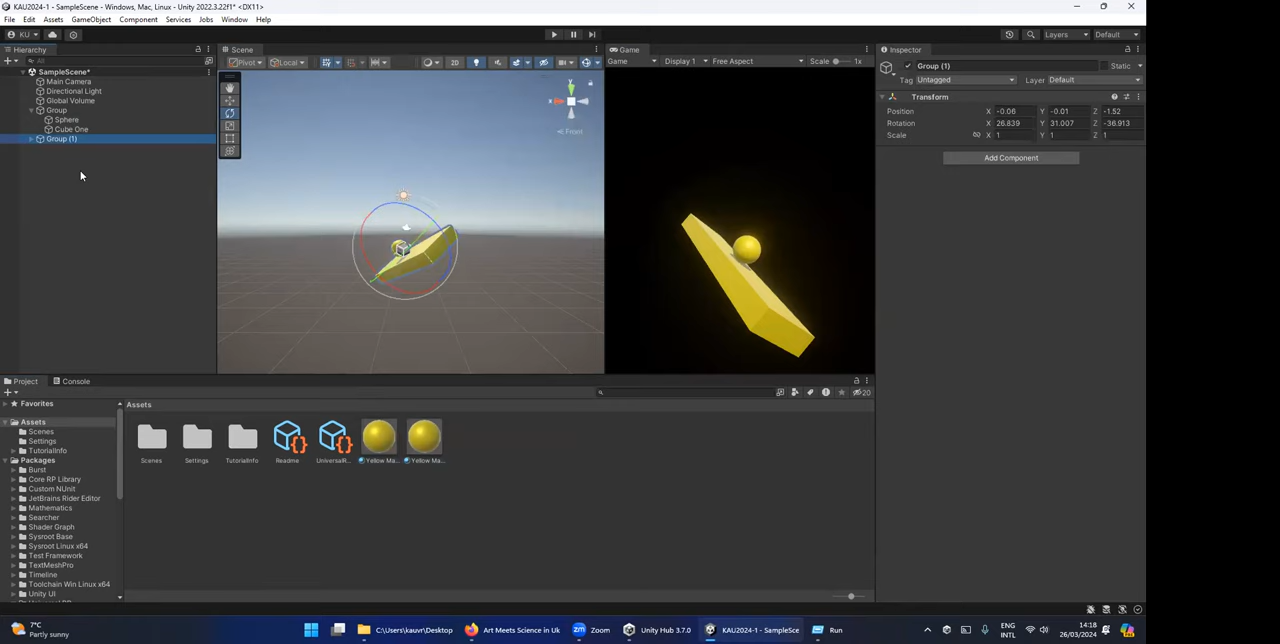 KAU2024-1 - SampleScene - Windows, Mac, Linux - Unity 2022.3.22f1* <DX11>
File Edit Assets GameObject Component Services Jobs Window Help
KU Layers Default
Hierarchy Scene Game Inspector
All
SampleScene*
Main Camera
Directional Light
Global Volume
Group
Sphere
Cube One
Group (1)
Pivot Local 2D
Y
X
Front
Game Display 1 Free Aspect Scale 1x
Group (1) Static
Tag Untagged Layer Default
Transform
Position X -0.06 Y -0.01 Z -1.52
Rotation X 26.839 Y 31.007 Z -36.913
Scale X 1 Y 1 Z 1
Add Component
Project Console
20
Favorites
Assets
Scenes
Settings
TutorialInfo
Packages
Burst
Core RP Library
Custom NUnit
JetBrains Rider Editor
Mathematics
Searcher
Shader Graph
Sysroot Base
Sysroot Linux x64
Test Framework
TextMeshPro
Timeline
Toolchain Win Linux x64
Unity UI
Assets
Scenes Settings TutorialInfo Readme UniversalR... Yellow Ma... Yellow Ma...
7°C
Partly sunny
C:\Users\kauvr\Desktop Art Meets Science in Uk zm Zoom Unity Hub 3.7.0 KAU2024-1 - SampleSce Run
ENG
INTL
14:18
26/03/2024